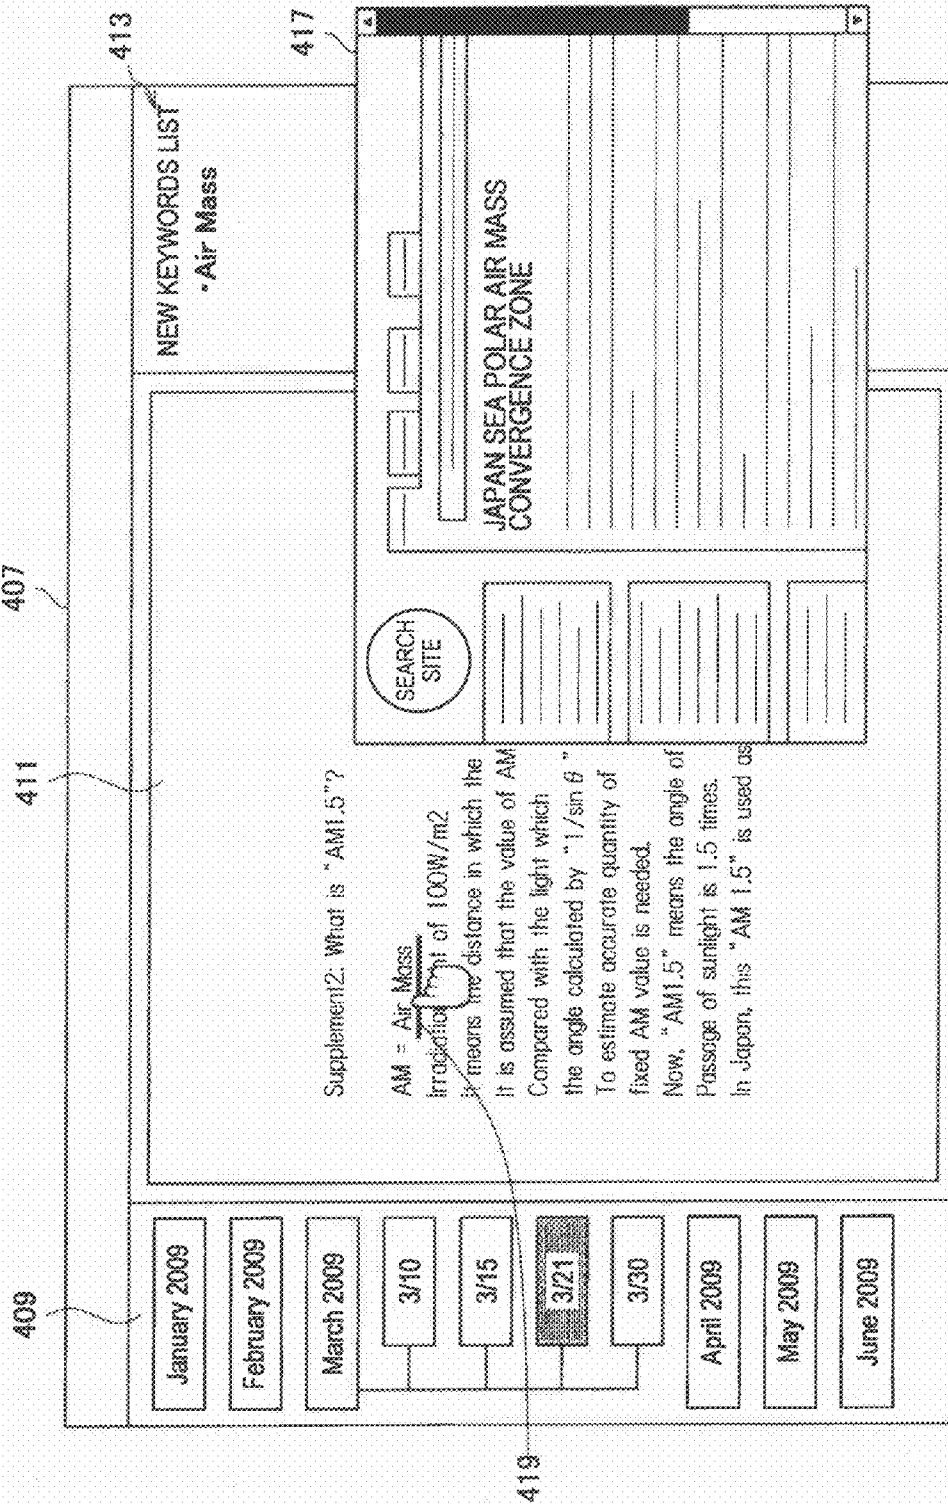 407
409
411
413
417
419
January 2009
February 2009
March 2009
3/10
3/15
3/21
3/30
April 2009
May 2009
June 2009
Supplement2: What is "AM1.5"?
AM = Air Mass
Irradiation of 100W/m2
It means the distance in which the
It is assumed that the value of AM
Compared with the light which
the angle calculated by "1/sin θ"
To estimate accurate quantity of
fixed AM value is needed.
Now, "AM1.5" means the angle of
Passage of sunlight is 1.5 times.
In Japan, this "AM 1.5" is used as
NEW KEYWORDS LIST
・Air Mass
SEARCH
SITE
JAPAN SEA POLAR AIR MASS
CONVERGENCE ZONE